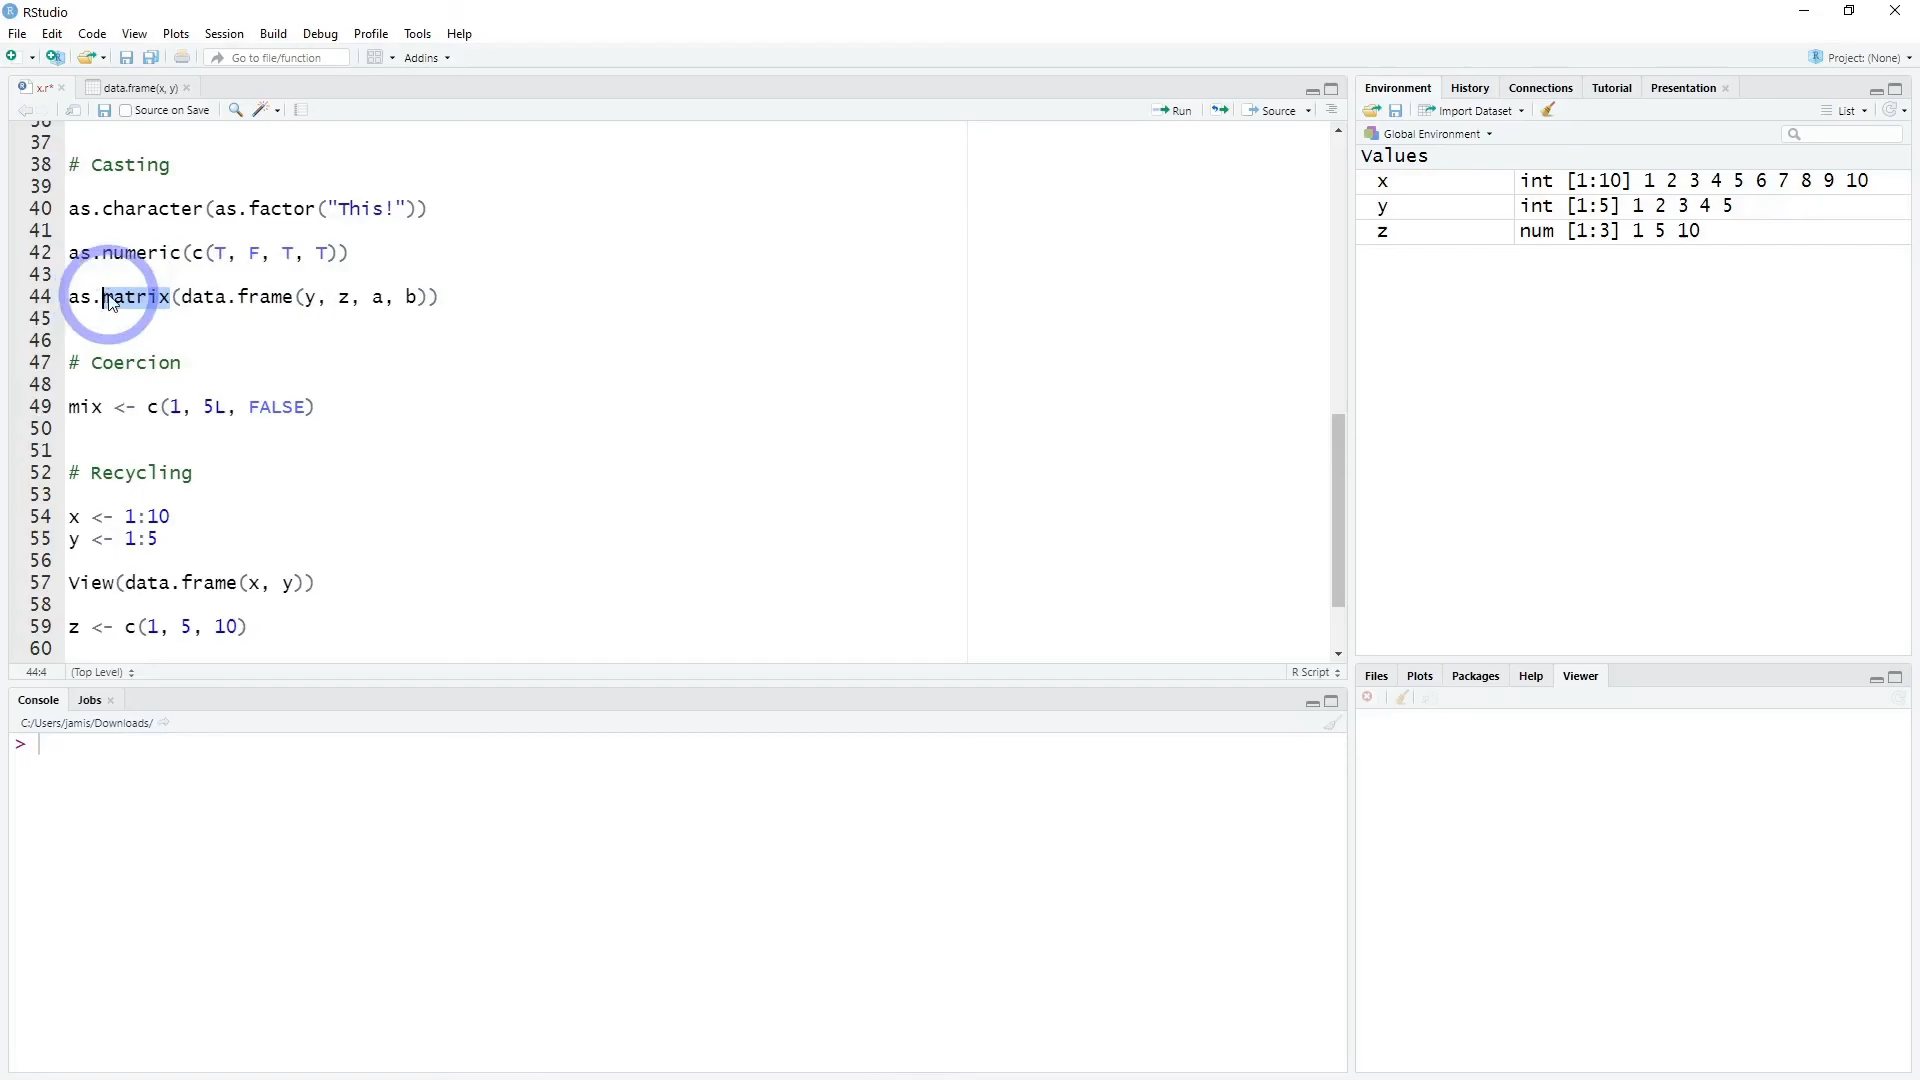 RStudio
File Edit Code View Plots Session Build Debug Profile Tools Help
Go to file/function Addins Project: (None)
x.r* data.frame(x, y)
Source on Save Run Source
36
37
38 # Casting
39
40 as.character(as.factor("This!"))
41
42 as.numeric(c(T, F, T, T))
43
44 as.matrix(data.frame(y, z, a, b))
45
46
47 # Coercion
48
49 mix <- c(1, 5L, FALSE)
50
51
52 # Recycling
53
54 x <- 1:10
55 y <- 1:5
56
57 View(data.frame(x, y))
58
59 z <- c(1, 5, 10)
60
44:4 (Top Level) R Script
Console Jobs
C:/Users/jamis/Downloads/
>
Environment History Connections Tutorial Presentation
Import Dataset List
Global Environment
Values
x int [1:10] 1 2 3 4 5 6 7 8 9 10
y int [1:5] 1 2 3 4 5
z num [1:3] 1 5 10
Files Plots Packages Help Viewer